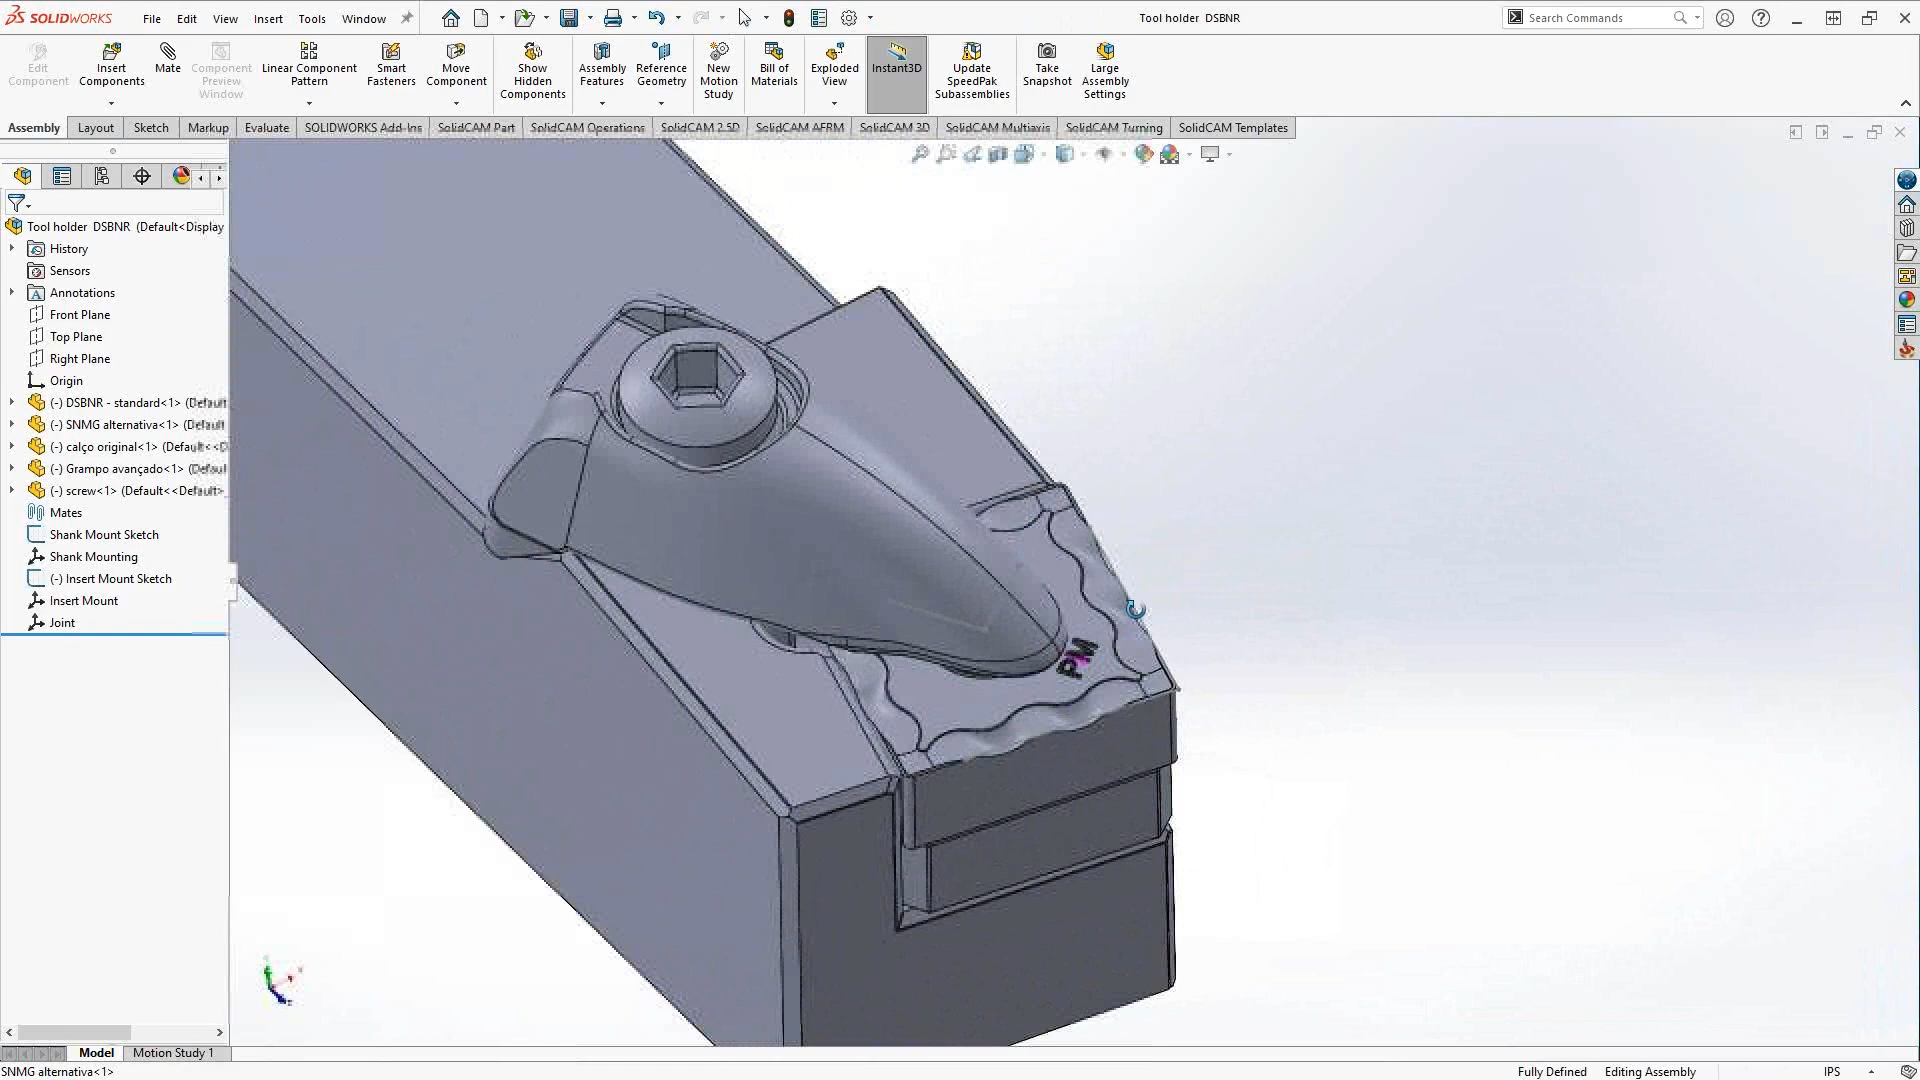 SOLIDWORKS File Edit View Insert Tools Window Tool holder DSBNR Search Commands
Edit Component
Insert Components
Mate
Component Preview Window
Linear Component Pattern
Smart Fasteners
Move Component
Show Hidden Components
Assembly Features
Reference Geometry
New Motion Study
Bill of Materials
Exploded View
Instant3D
Update SpeedPak Subassemblies
Take Snapshot
Large Assembly Settings
Assembly Layout Sketch Markup Evaluate SOLIDWORKS Add-Ins SolidCAM Part SolidCAM Operations SolidCAM 2.5D SolidCAM AFRM SolidCAM 3D SolidCAM Multiaxis SolidCAM Turning SolidCAM Templates
Tool holder DSBNR (Default<Display
History
Sensors
Annotations
Front Plane
Top Plane
Right Plane
Origin
(-) DSBNR - standard<1> (Default
(-) SNMG alternativa<1> (Default
(-) calço original<1> (Default<<D
(-) Grampo avançado<1> (Defaul
(-) screw<1> (Default<<Default>_
Mates
Shank Mount Sketch
Shank Mounting
(-) Insert Mount Sketch
Insert Mount
Joint
PM
Model Motion Study 1
SNMG alternativa<1> Fully Defined Editing Assembly IPS